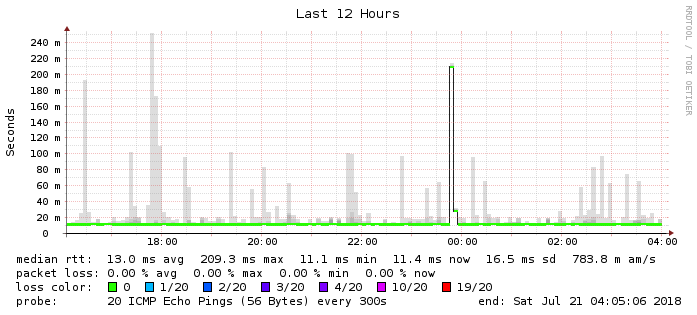 Last 12 Hours
RRDTOOL / TOBI OETIKER
Seconds
240 m
220 m
200 m
180 m
160 m
140 m
120 m
100 m
80 m
60 m
40 m
20 m
0
18:00 20:00 22:00 00:00 02:00 04:00
median rtt: 13.0 ms avg 209.3 ms max 11.1 ms min 11.4 ms now 16.5 ms sd 783.8 m am/s
packet loss: 0.00 % avg 0.00 % max 0.00 % min 0.00 % now
loss color: 0 1/20 2/20 3/20 4/20 10/20 19/20
probe: 20 ICMP Echo Pings (56 Bytes) every 300s end: Sat Jul 21 04:05:06 2018